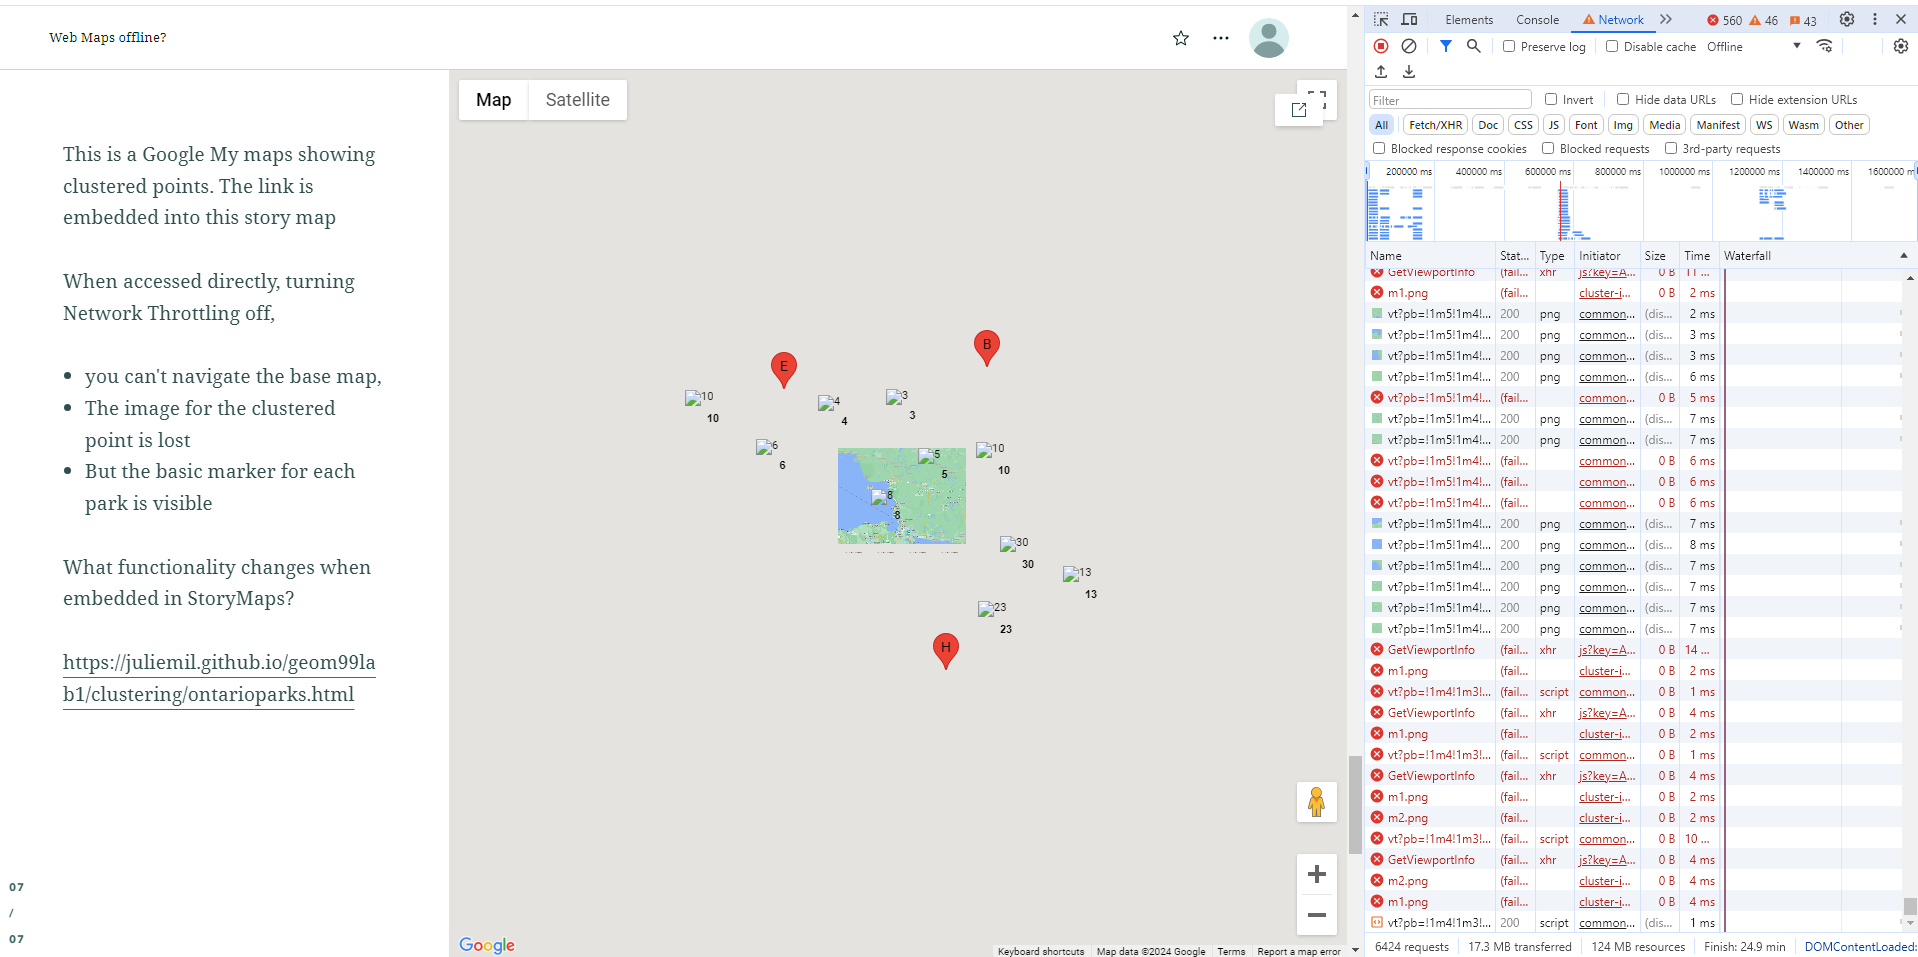 Web Maps offline?
This is a Google My maps showing
clustered points. The link is
embedded into this story map
When accessed directly, turning
Network Throttling off,
• you can't navigate the base map,
• The image for the clustered
point is lost
• But the basic marker for each
park is visible
What functionality changes when
embedded in StoryMaps?
https://juliemil.github.io/geom99la
b1/clustering/ontarioparks.html
07
/
07
Map Satellite
B
E
10
10
4
4
3
3
6
6
5
5
10
10
8
8
30
30
13
13
23
23
H
Google
Keyboard shortcuts Map data ©2024 Google Terms Report a map error
Elements Console Network 560 46 43
Preserve log Disable cache Offline
Filter Invert Hide data URLs Hide extension URLs
All Fetch/XHR Doc CSS JS Font Img Media Manifest WS Wasm Other
Blocked response cookies Blocked requests 3rd-party requests
200000 ms 400000 ms 600000 ms 800000 ms 1000000 ms 1200000 ms 1400000 ms 1600000 m
Name Stat... Type Initiator Size Time Waterfall
GetViewportInfo (fail... xhr js?key=A... 0 B 11 ...
m1.png (fail... cluster-i... 0 B 2 ms
vt?pb=!1m5!1m4!... 200 png common... (dis... 2 ms
vt?pb=!1m5!1m4!... 200 png common... (dis... 3 ms
vt?pb=!1m5!1m4!... 200 png common... (dis... 3 ms
vt?pb=!1m5!1m4!... 200 png common... (dis... 6 ms
vt?pb=!1m5!1m4!... (fail... common... 0 B 5 ms
vt?pb=!1m5!1m4!... 200 png common... (dis... 7 ms
vt?pb=!1m5!1m4!... 200 png common... (dis... 7 ms
vt?pb=!1m5!1m4!... (fail... common... 0 B 6 ms
vt?pb=!1m5!1m4!... (fail... common... 0 B 6 ms
vt?pb=!1m5!1m4!... (fail... common... 0 B 6 ms
vt?pb=!1m5!1m4!... 200 png common... (dis... 7 ms
vt?pb=!1m5!1m4!... 200 png common... (dis... 8 ms
vt?pb=!1m5!1m4!... 200 png common... (dis... 7 ms
vt?pb=!1m5!1m4!... 200 png common... (dis... 7 ms
vt?pb=!1m5!1m4!... 200 png common... (dis... 7 ms
vt?pb=!1m5!1m4!... 200 png common... (dis... 7 ms
GetViewportInfo (fail... xhr js?key=A... 0 B 14 ...
m1.png (fail... cluster-i... 0 B 2 ms
vt?pb=!1m4!1m3!... (fail... script common... 0 B 1 ms
GetViewportInfo (fail... xhr js?key=A... 0 B 4 ms
m1.png (fail... cluster-i... 0 B 2 ms
vt?pb=!1m4!1m3!... (fail... script common... 0 B 1 ms
GetViewportInfo (fail... xhr js?key=A... 0 B 4 ms
m1.png (fail... cluster-i... 0 B 2 ms
m2.png (fail... cluster-i... 0 B 2 ms
vt?pb=!1m4!1m3!... (fail... script common... 0 B 10 ...
GetViewportInfo (fail... xhr js?key=A... 0 B 4 ms
m2.png (fail... cluster-i... 0 B 4 ms
m1.png (fail... cluster-i... 0 B 4 ms
vt?pb=!1m4!1m3!... 200 script common... (dis... 1 ms
6424 requests 17.3 MB transferred 124 MB resources Finish: 24.9 min DOMContentLoaded: